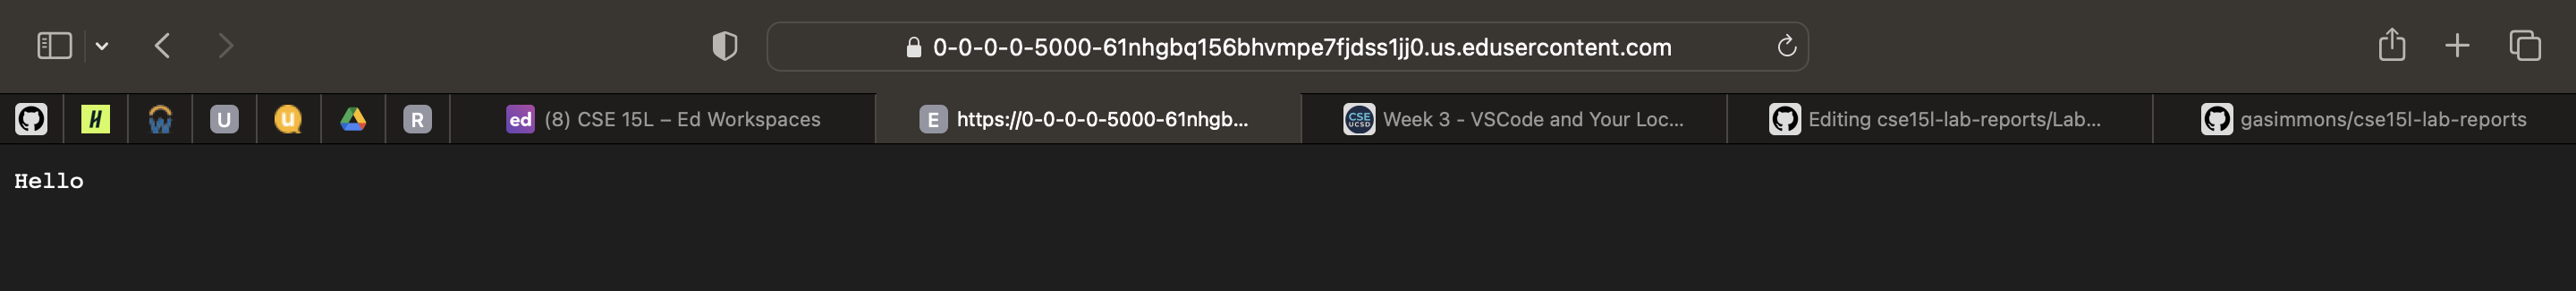 0-0-0-0-5000-61nhgbq156bhvmpe7fjdss1jj0.us.edusercontent.com
H U u R ed (8) CSE 15L – Ed Workspaces E https://0-0-0-0-5000-61nhgb... CSE UCSD Week 3 - VSCode and Your Loc... Editing cse15l-lab-reports/Lab... gasimmons/cse15l-lab-reports
Hello